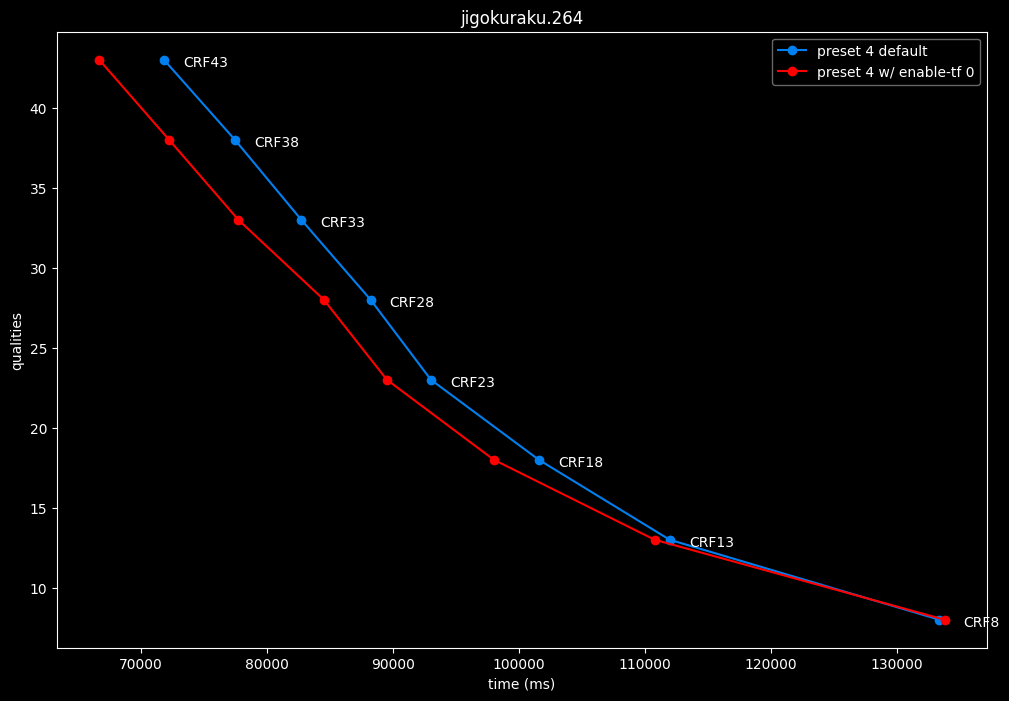 jigokuraku.264
preset 4 default
preset 4 w/ enable-tf 0
CRF43
CRF38
CRF33
CRF28
CRF23
CRF18
CRF13
CRF8
qualities
40
35
30
25
20
15
10
70000 80000 90000 100000 110000 120000 130000
time (ms)